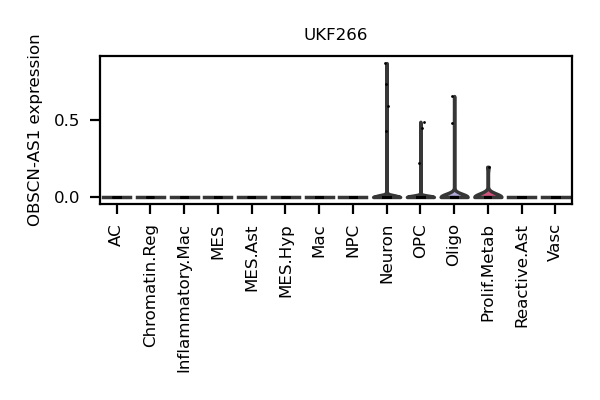 UKF266
OBSCN-AS1 expression
0.5
0.0
AC
Chromatin.Reg
Inflammatory.Mac
MES
MES.Ast
MES.Hyp
Mac
NPC
Neuron
OPC
Oligo
Prolif.Metab
Reactive.Ast
Vasc